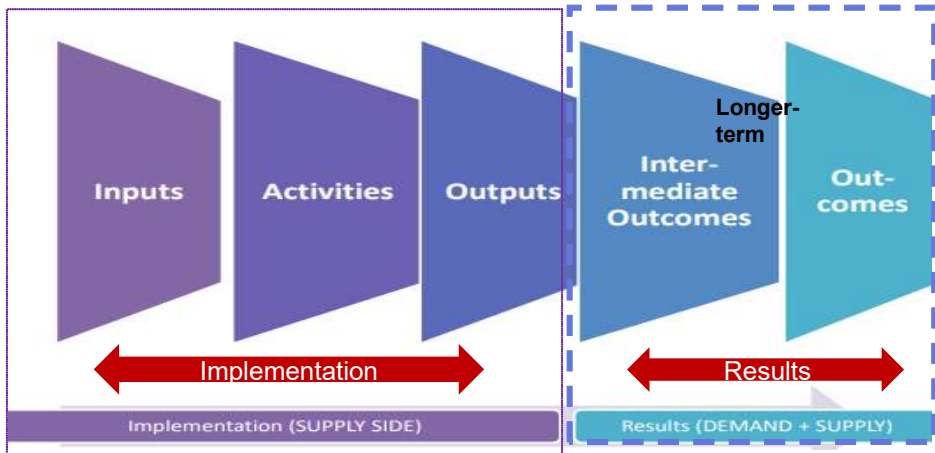 Inputs
Activities
Outputs
Inter-
mediate
Outcomes
Longer-
term
Out-
comes
Implementation
Results
Implementation (SUPPLY SIDE)
Results (DEMAND + SUPPLY)